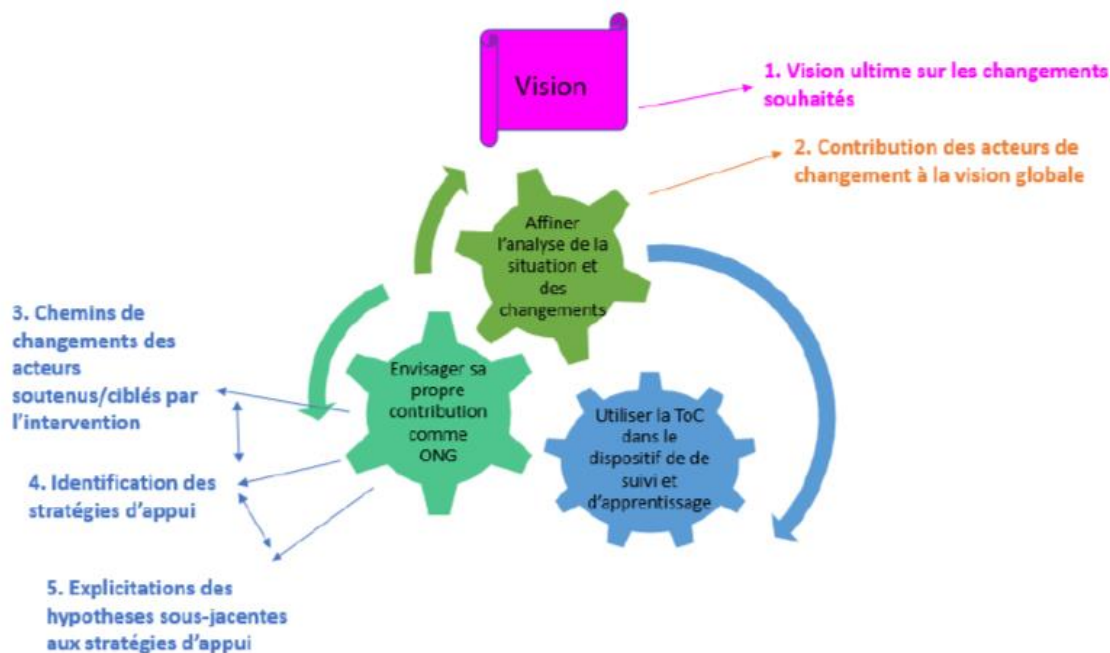 Vision
1. Vision ultime sur les changements
souhaités
2. Contribution des acteurs de
changement à la vision globale
Affiner
l'analyse de la
situation et
des
changements
3. Chemins de
changements des
acteurs
soutenus/ciblés par
l'intervention
Envisager sa
propre
contribution
comme
ONG
Utiliser la ToC
dans le
dispositif de de
suivi et
d'apprentissage
4. Identification des
stratégies d'appui
5. Explicitations des
hypotheses sous-jacentes
aux stratégies d'appui